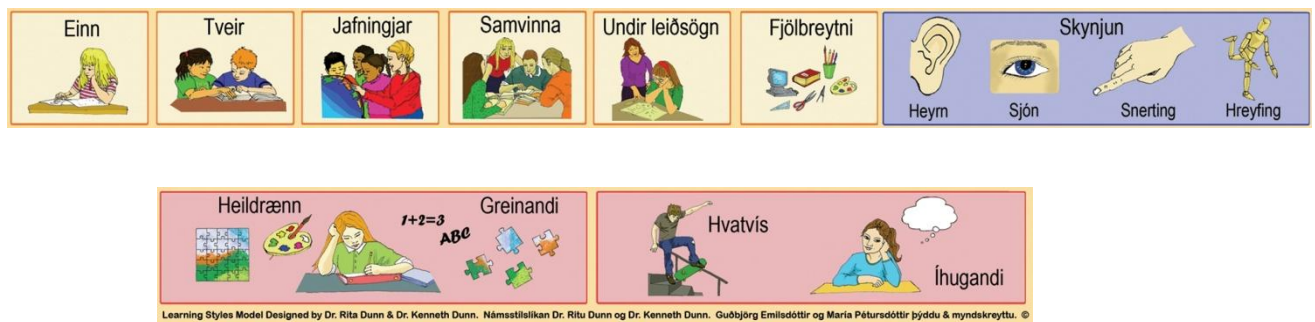 Einn
Tveir
Jafningjar
Samvinna
Undir leiðsögn
Fjölbreytni
Skynjun
Heyrn
Sjón
Snerting
Hreyfing
Heildrænn
1+2=3
ABC
Greinandi
Hvatvís
Íhugandi
Learning Styles Model Designed by Dr. Rita Dunn & Dr. Kenneth Dunn. Námsstílslíkan Dr. Ritu Dunn og Dr. Kenneth Dunn. Guðbjörg Emilsdóttir og María Pétursdóttir þýddu & myndskreyttu. ©